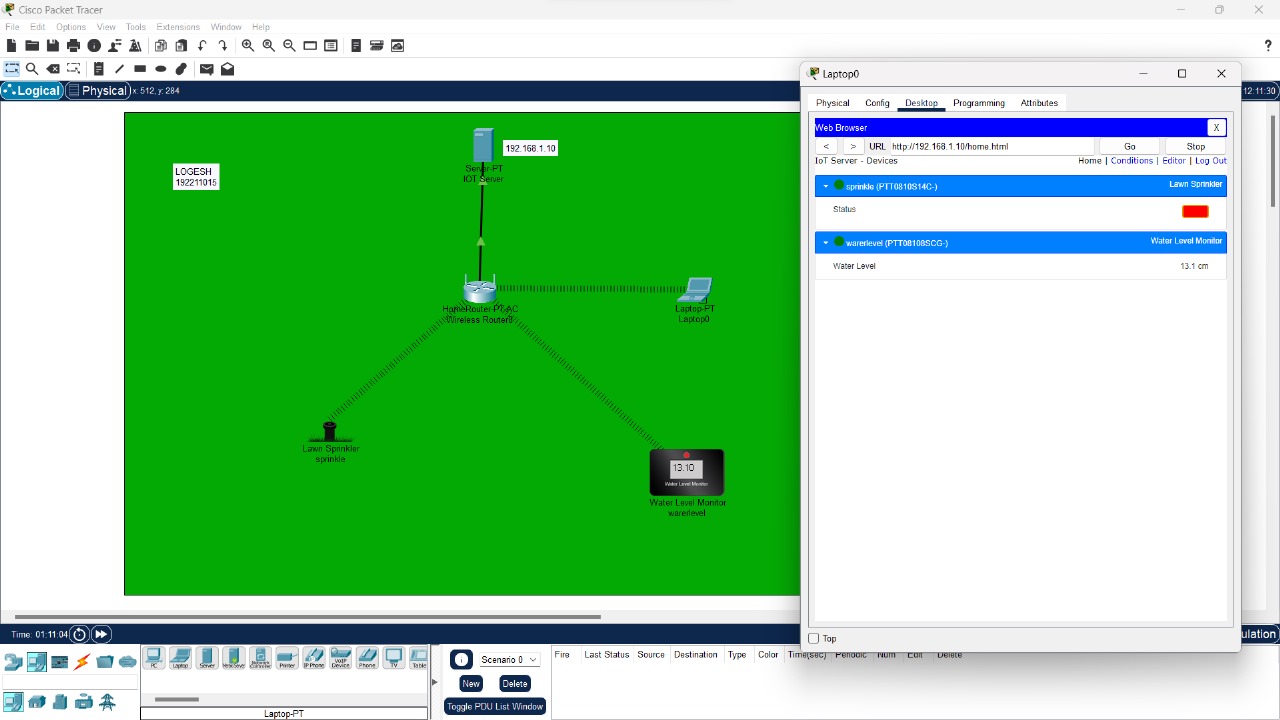 Cisco Packet Tracer
File Edit Options View Tools Extensions Window Help
?
Logical Physical x: 512, y: 284
12:11:30
LOGESH
192211015
192.168.1.10
Server-PT
IOT Server
HomeRouter-PT-AC
Wireless Router0
Laptop-PT
Laptop0
Lawn Sprinkler
sprinkle
13.10
Water Level Monitor
Water Level Monitor
warerlevel
Laptop0
Physical Config Desktop Programming Attributes
Web Browser X
< > URL http://192.168.1.10/home.html Go Stop
IoT Server - Devices Home | Conditions | Editor | Log Out
sprinkle (PTT0810S14C-) Lawn Sprinkler
Status
warerlevel (PTT08108SCG-) Water Level Monitor
Water Level 13.1 cm
Top
Time: 01:11:04
ulation
PC Laptop Server Printer IP Phone VoIP Device Phone TV Table
Laptop-PT
Scenario 0
New Delete
Toggle PDU List Window
Fire Last Status Source Destination Type Color Time(sec) Periodic Num Edit Delete